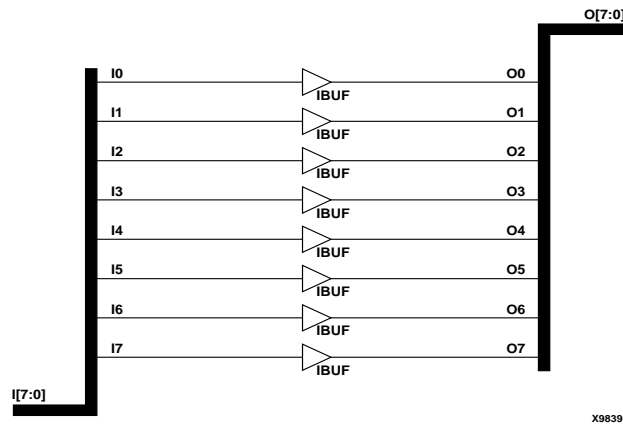 O[7:0]
I0 O0
IBUF
I1 O1
IBUF
I2 O2
IBUF
I3 O3
IBUF
I4 O4
IBUF
I5 O5
IBUF
I6 O6
IBUF
I7 O7
IBUF
I[7:0]
X9839